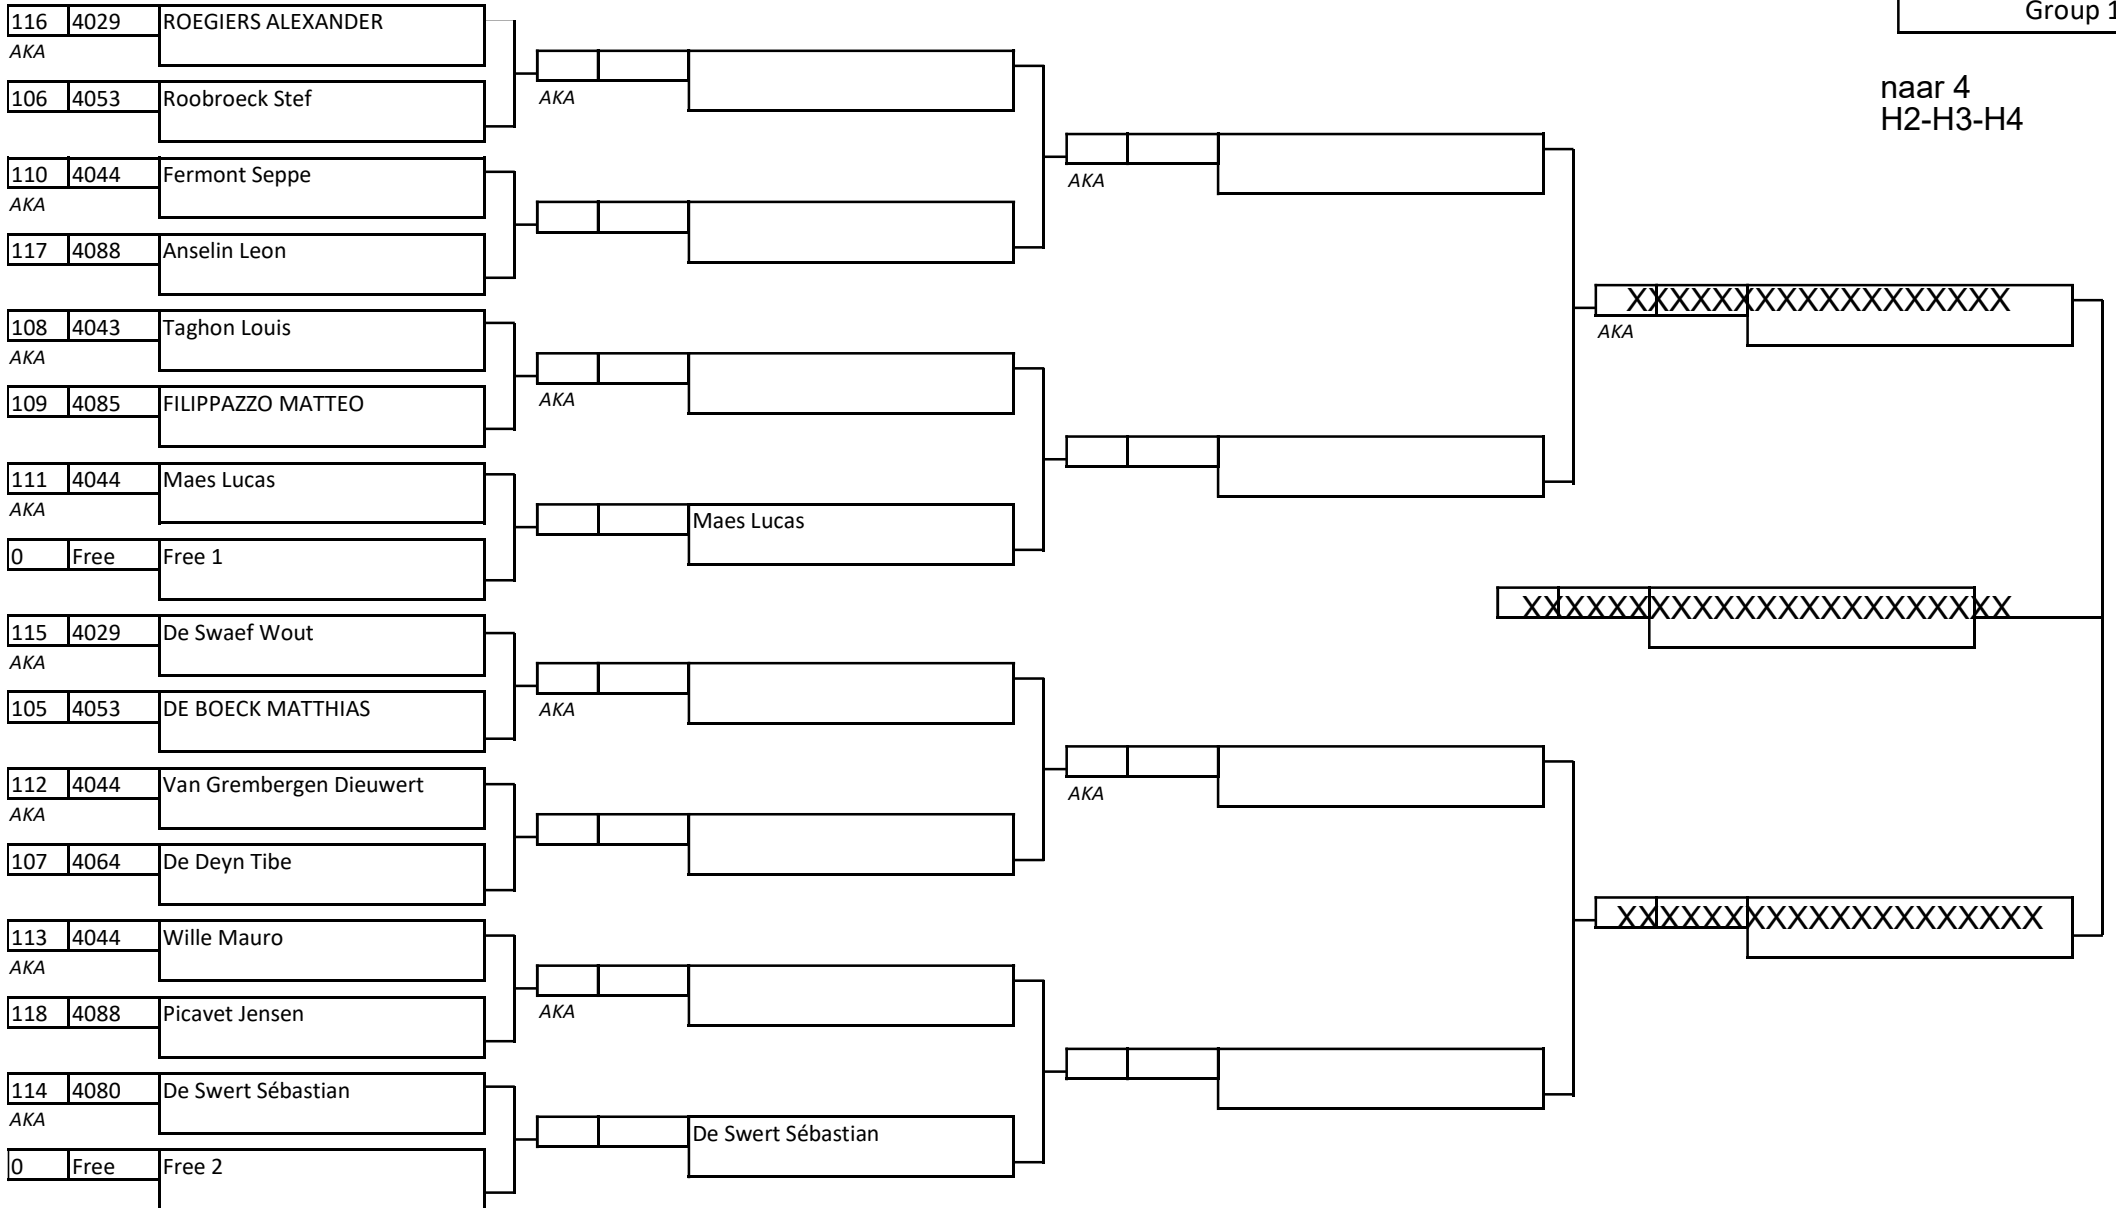 Group 1
naar 4
H2-H3-H4
116 4029 ROEGIERS ALEXANDER
AKA
106 4053 Roobroeck Stef
AKA
110 4044 Fermont Seppe
AKA
AKA
117 4088 Anselin Leon
XXXXXXXXXXXXXXXXXXXX
108 4043 Taghon Louis
AKA
AKA
109 4085 FILIPPAZZO MATTEO
AKA
111 4044 Maes Lucas
AKA
Maes Lucas
0 Free Free 1
XXXXXXXXXXXXXXXXXXXXXXX
115 4029 De Swaef Wout
AKA
105 4053 DE BOECK MATTHIAS
AKA
112 4044 Van Grembergen Dieuwert
AKA
AKA
107 4064 De Deyn Tibe
XXXXXXXXXXXXXXXXXXXX
113 4044 Wille Mauro
AKA
118 4088 Picavet Jensen
AKA
114 4080 De Swert Sébastian
AKA
De Swert Sébastian
0 Free Free 2